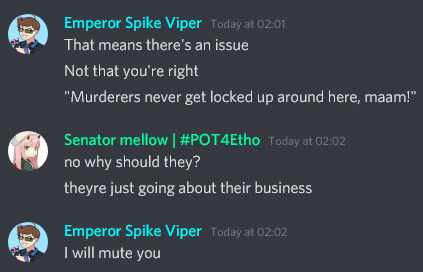 Emperor Spike Viper Today at 02:01
That means there's an issue
Not that you're right
"Murderers never get locked up around here, maam!"
Senator mellow | #POT4Etho Today at 02:02
no why should they?
theyre just going about their business
Emperor Spike Viper Today at 02:02
I will mute you